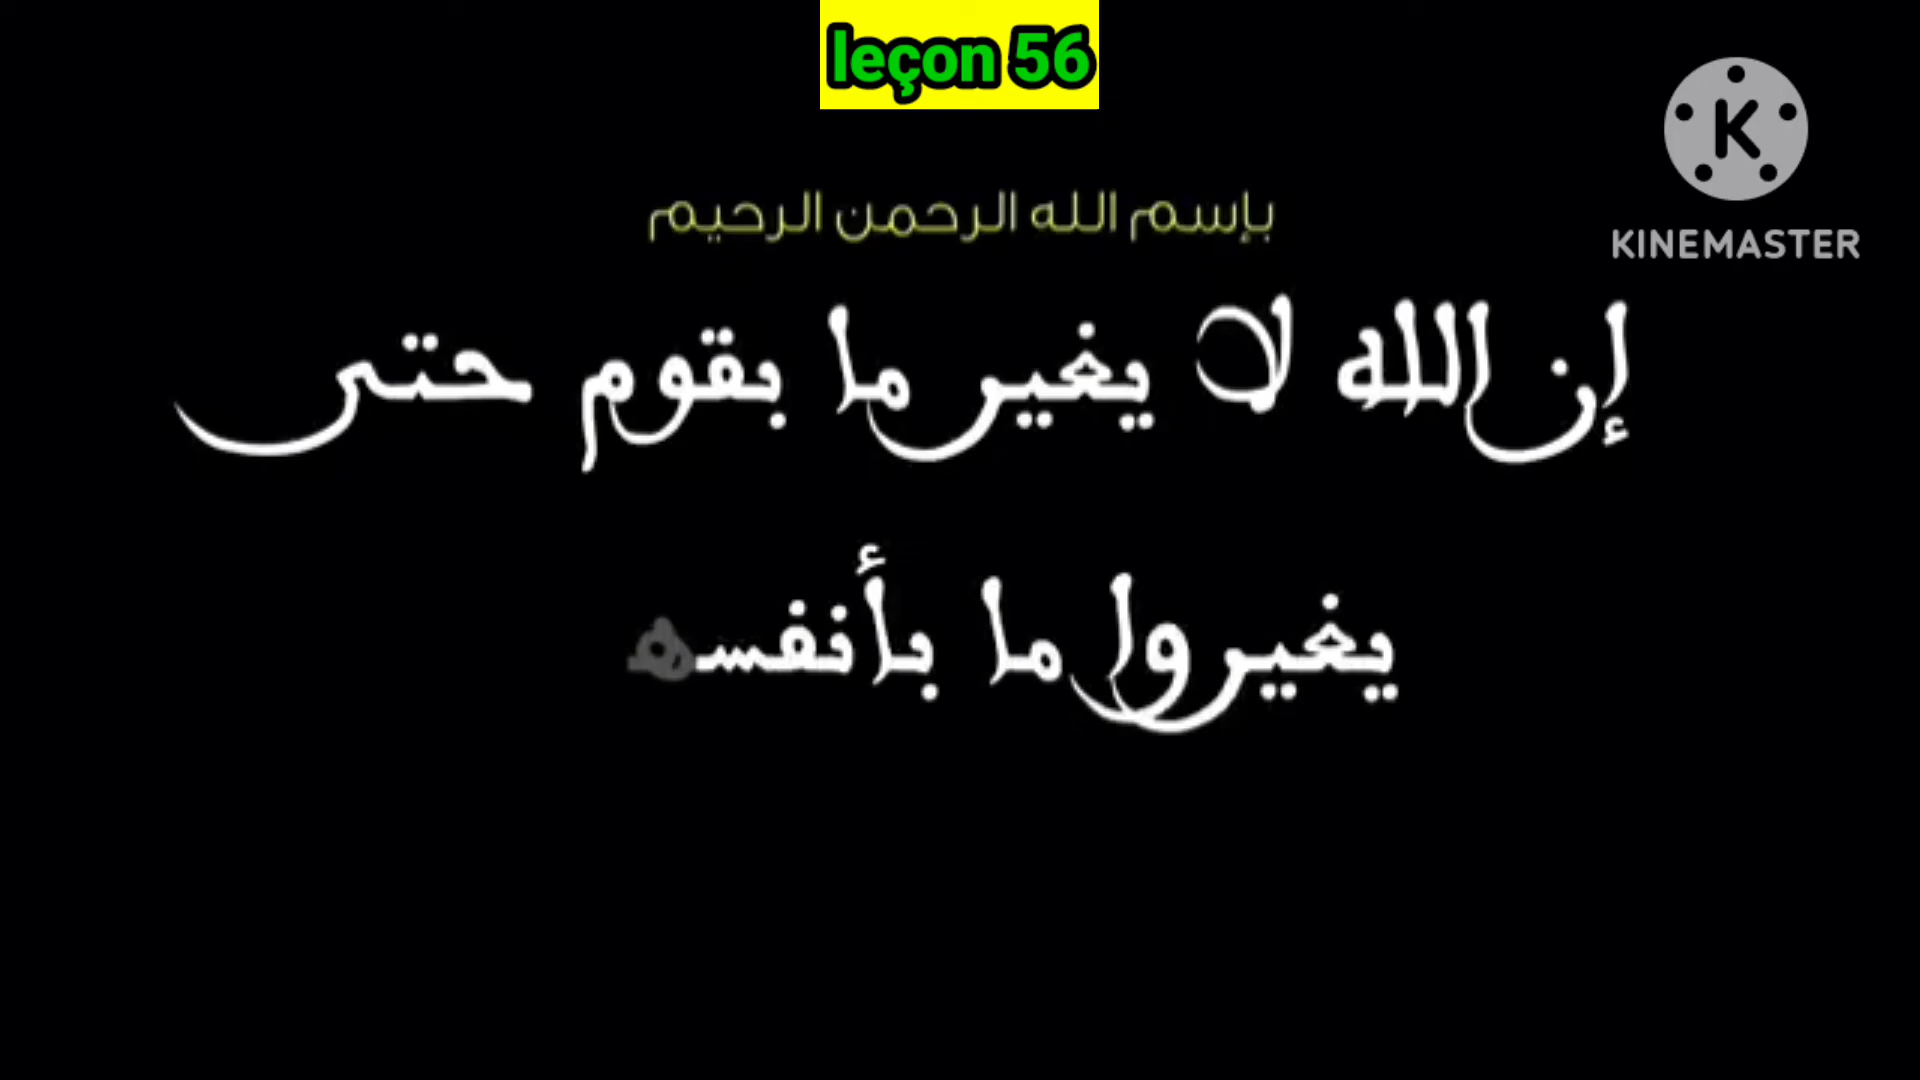 leçon 56
KINEMASTER
بإسم الله الرحمن الرحيم
إن الله لا يغير ما بقوم حتى
يغيروا ما بأنفسه